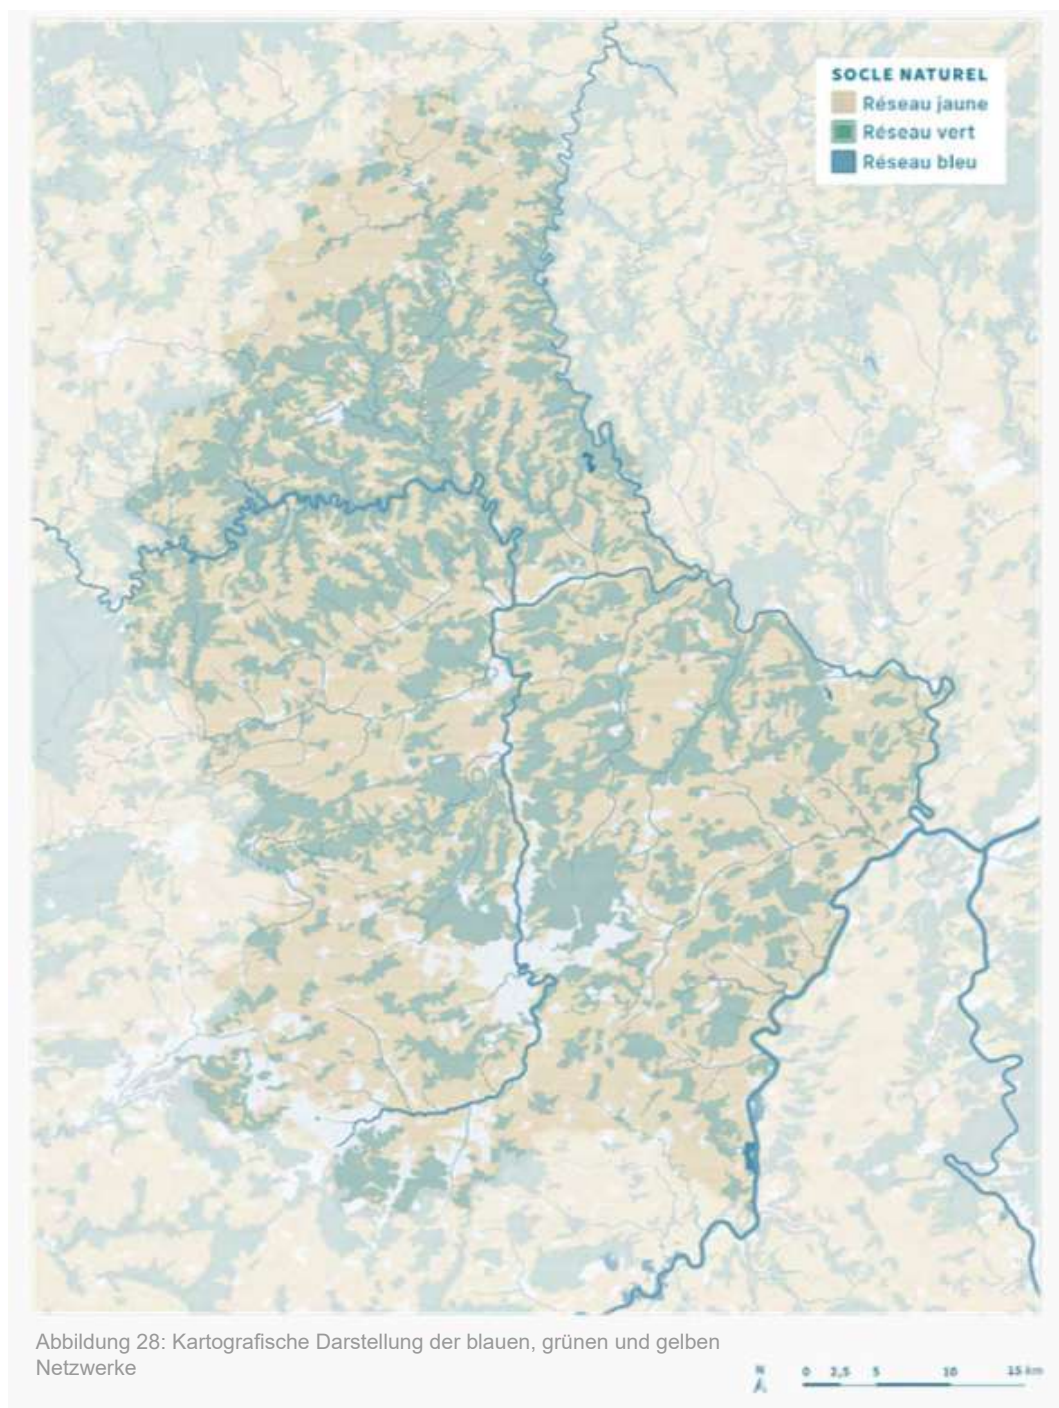 SOCLE NATUREL
Réseau jaune
Réseau vert
Réseau bleu
Abbildung 28: Kartografische Darstellung der blauen, grünen und gelben
Netzwerke
N
0 2,5 5 10 15 km